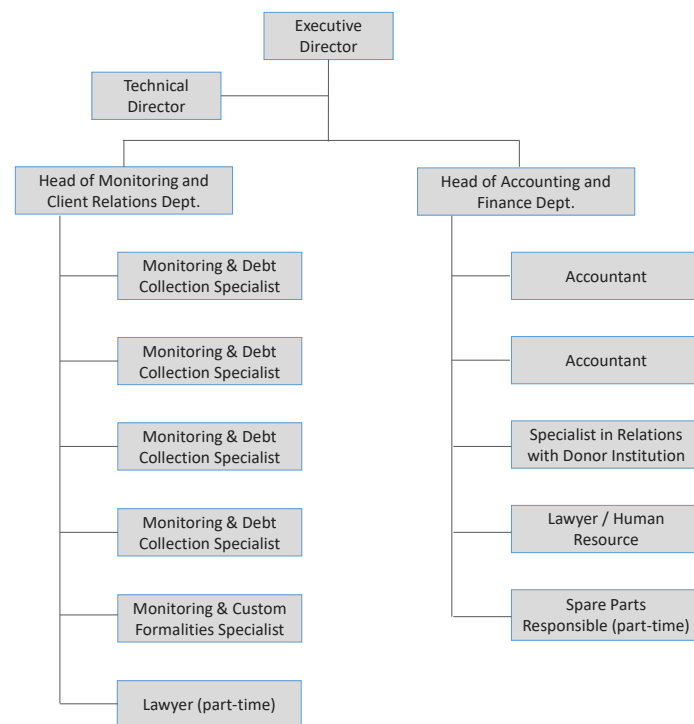 Executive
Director
Technical
Director
Head of Monitoring and
Client Relations Dept.
Head of Accounting and
Finance Dept.
Monitoring & Debt
Collection Specialist
Monitoring & Debt
Collection Specialist
Monitoring & Debt
Collection Specialist
Monitoring & Debt
Collection Specialist
Monitoring & Custom
Formalities Specialist
Lawyer (part-time)
Accountant
Accountant
Specialist in Relations
with Donor Institution
Lawyer / Human
Resource
Spare Parts
Responsible (part-time)